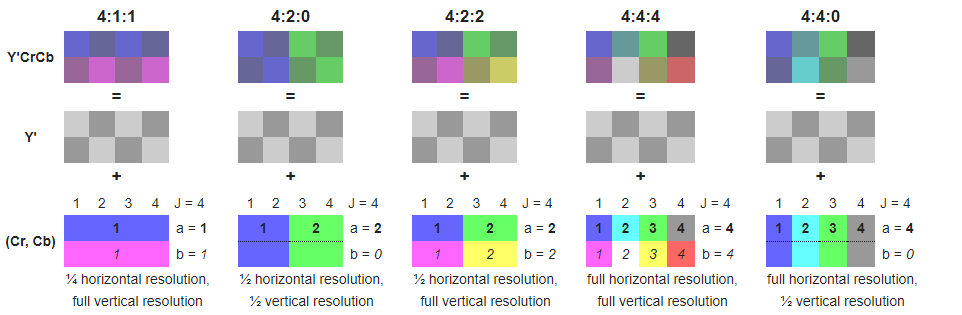 4:1:1 4:2:0 4:2:2 4:4:4 4:4:0
Y'CrCb
= = = = =
Y'
+ + + + +
1 2 3 4 J = 4 1 2 3 4 J = 4 1 2 3 4 J = 4 1 2 3 4 J = 4 1 2 3 4 J = 4
1 a = 1 1 2 a = 2 1 2 a = 2 1 2 3 4 a = 4 1 2 3 4 a = 4
(Cr, Cb)
1 b = 1 b = 0 1 2 b = 2 1 2 3 4 b = 4 b = 0
¼ horizontal resolution, ½ horizontal resolution, ½ horizontal resolution, full horizontal resolution, full horizontal resolution,
full vertical resolution ½ vertical resolution full vertical resolution full vertical resolution ½ vertical resolution